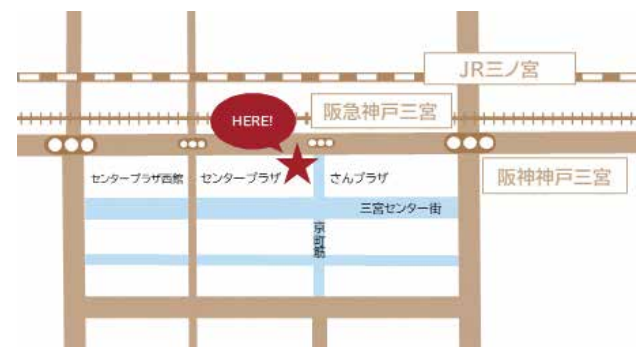 JR三ノ宮
阪急神戸三宮
HERE!
阪神神戸三宮
センタープラザ西館
センタープラザ
さんプラザ
三宮センター街
京町筋